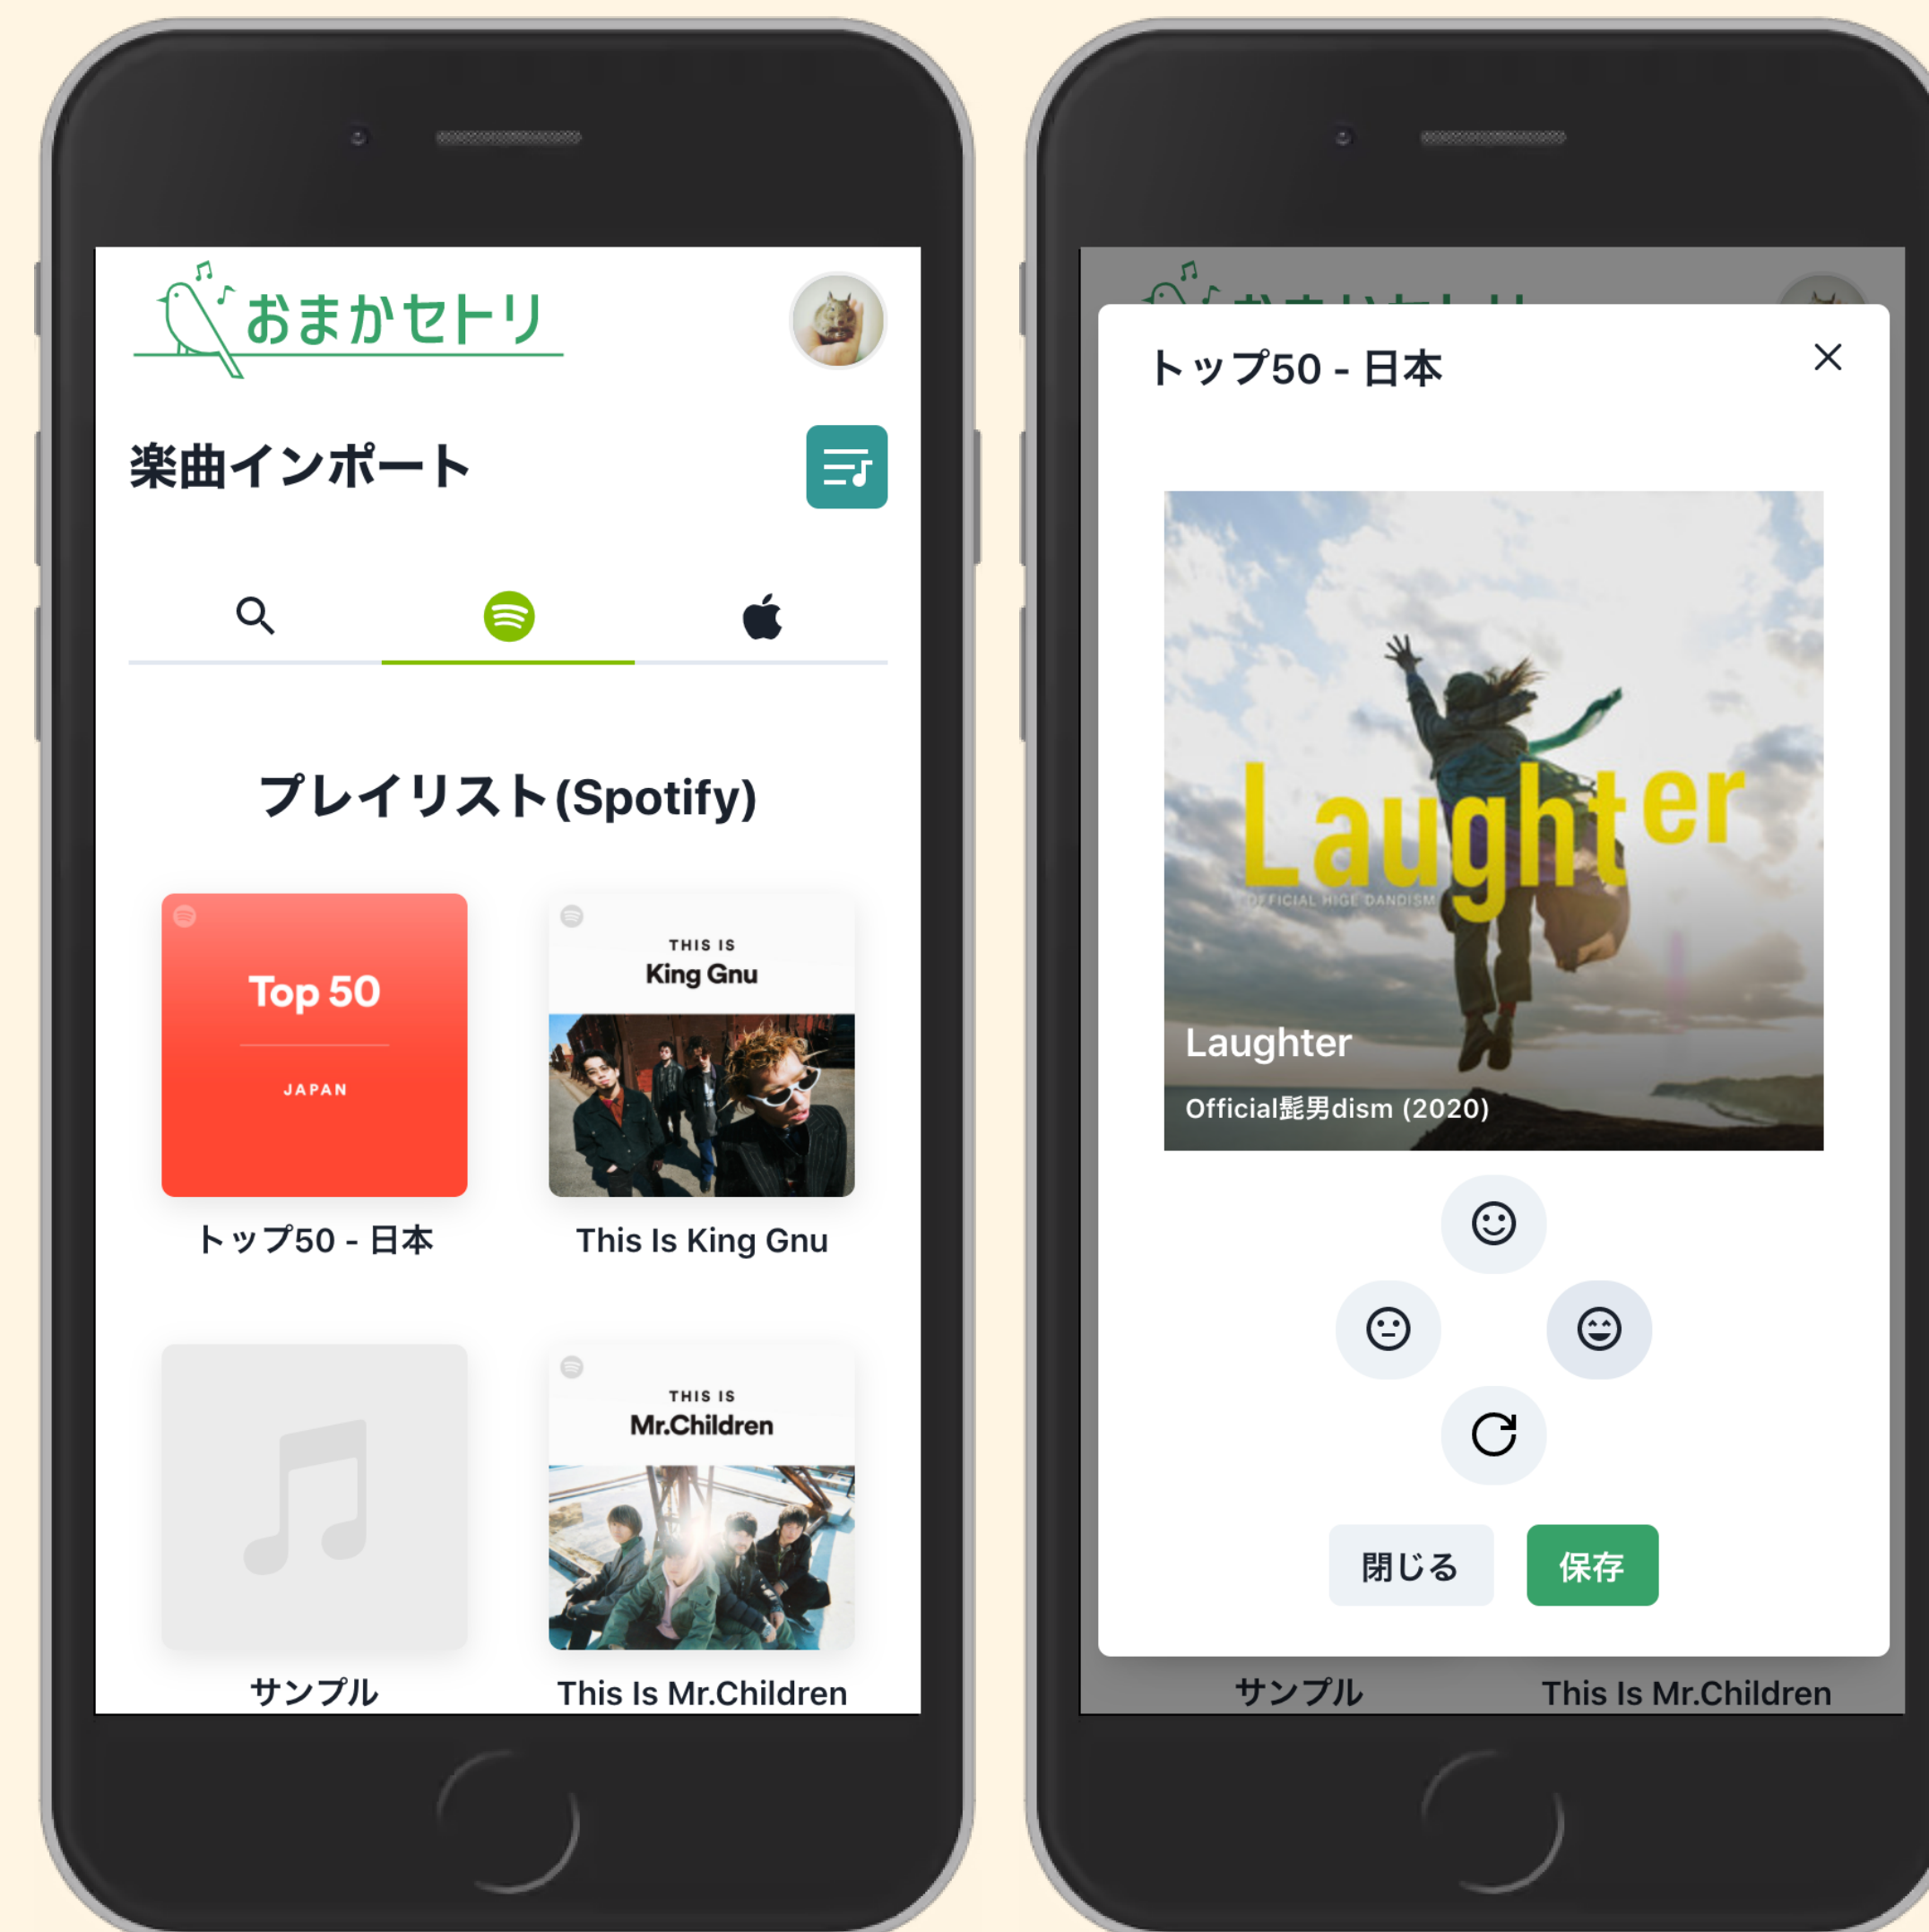 おまかセトリ
楽曲インポート
プレイリスト(Spotify)
Top 50
JAPAN
トップ50 - 日本
THIS IS
King Gnu
This Is King Gnu
サンプル
THIS IS
Mr.Children
This Is Mr.Children
トップ50 - 日本
Laughter
OFFICIAL HIGE DANDISM
Laughter
Official髭男dism (2020)
閉じる
保存
サンプル
This Is Mr.Children